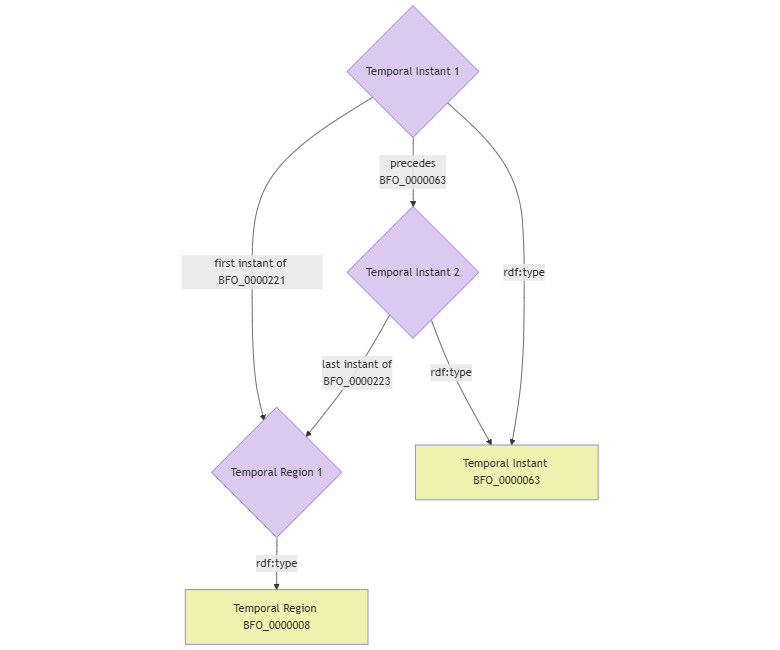 Temporal Instant 1
precedes
BFO_0000063
first instant of
BFO_0000221
Temporal Instant 2
rdf:type
last instant of
BFO_0000223
rdf:type
Temporal Region 1
Temporal Instant
BFO_0000063
rdf:type
Temporal Region
BFO_0000008